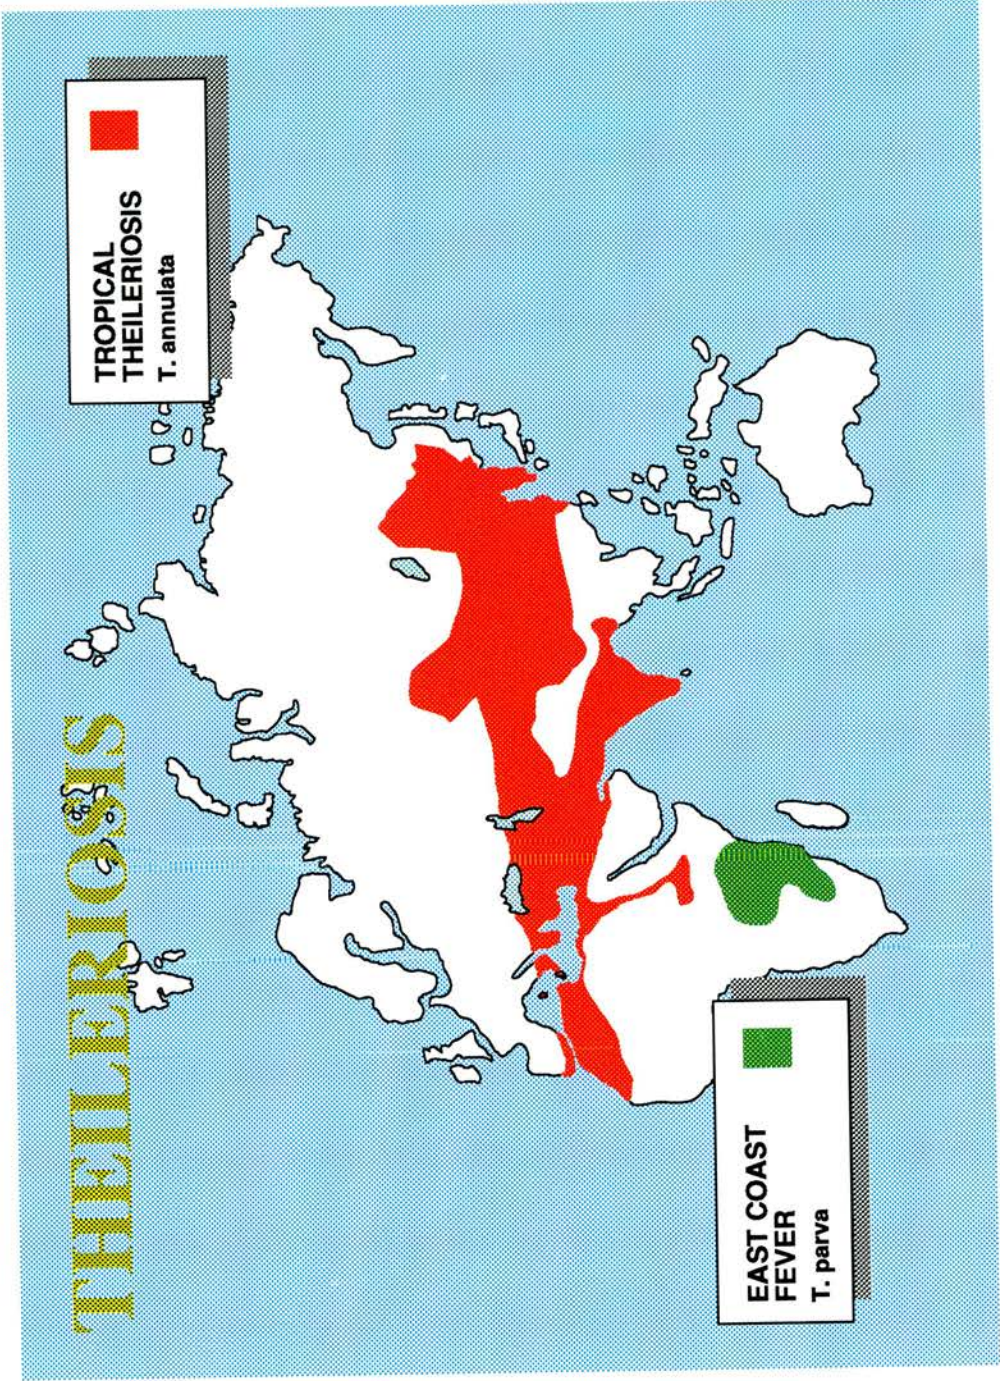 THEILERIOSIS
TROPICAL
THEILERIOSIS
T. annulata
EAST COAST
FEVER
T. parva